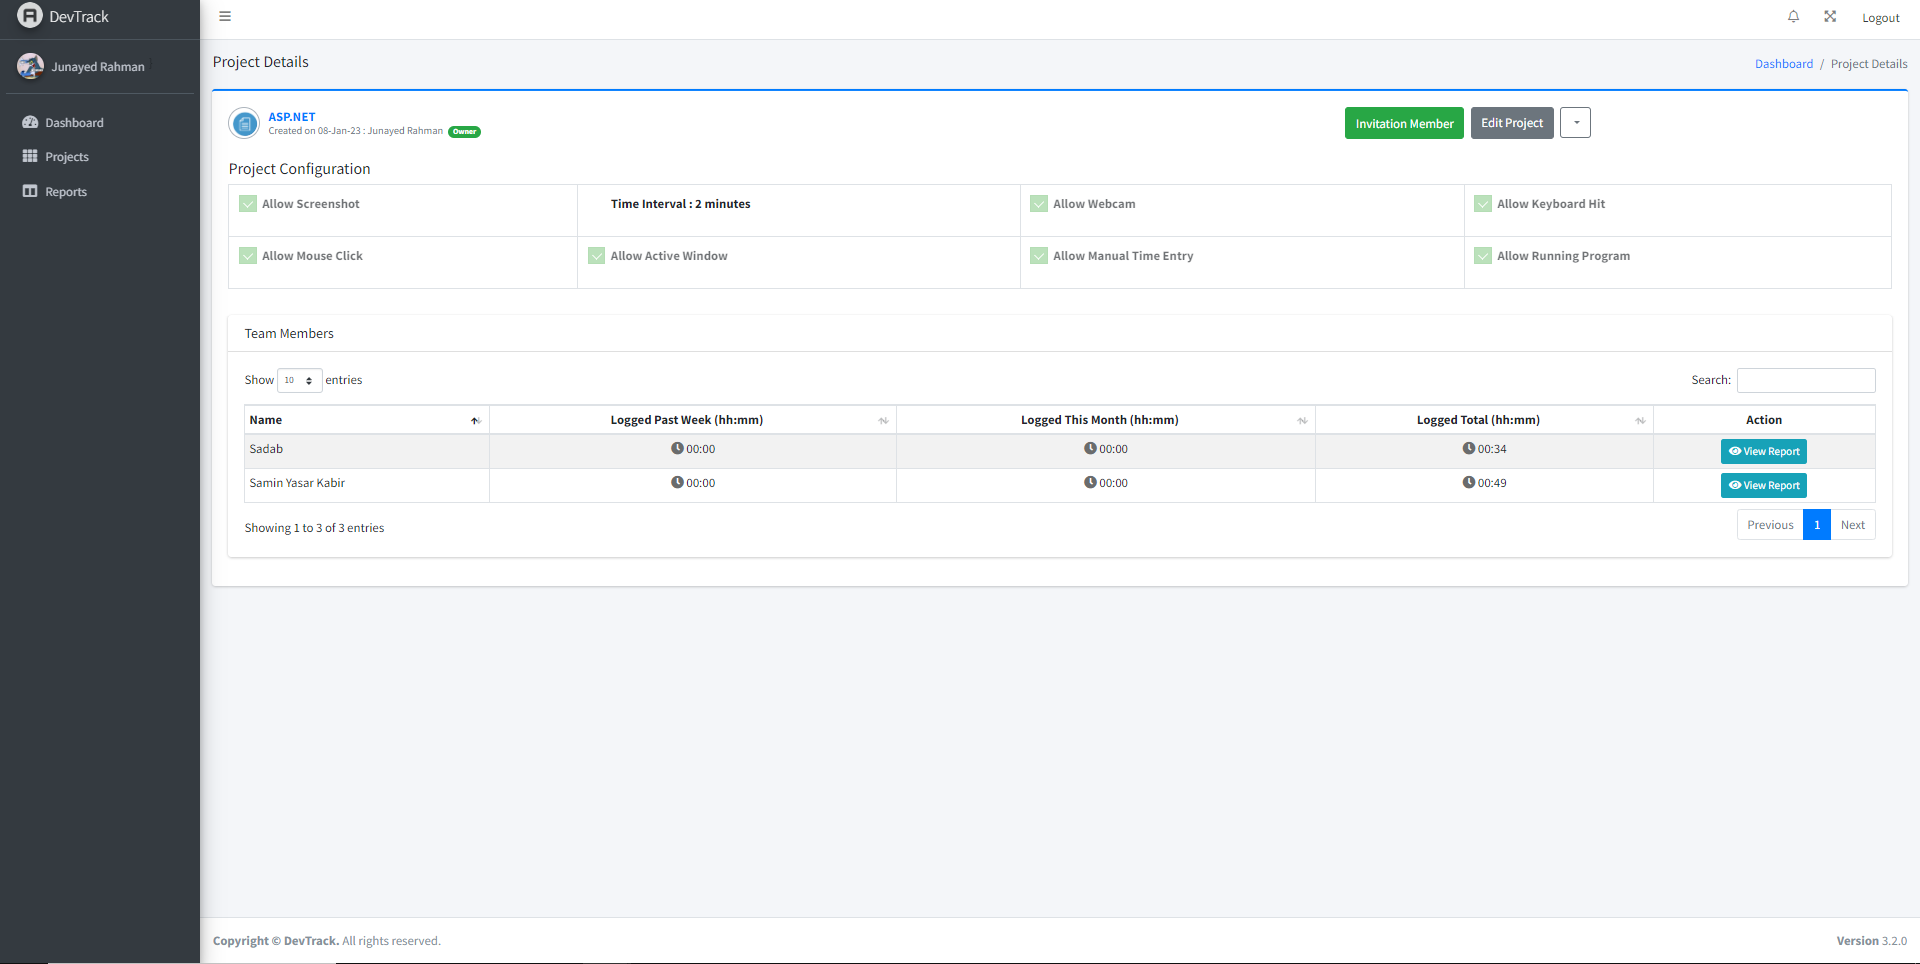 DevTrack
Logout
Junayed Rahman
Project Details
Dashboard / Project Details
Dashboard
Projects
Reports
ASP.NET
Created on 08-Jan-23 : Junayed Rahman Owner
Invitation Member Edit Project
Project Configuration
Allow Screenshot Time Interval : 2 minutes Allow Webcam Allow Keyboard Hit
Allow Mouse Click Allow Active Window Allow Manual Time Entry Allow Running Program
Team Members
Show 10 entries Search:
Name Logged Past Week (hh:mm) Logged This Month (hh:mm) Logged Total (hh:mm) Action
Sadab 00:00 00:00 00:34 View Report
Samin Yasar Kabir 00:00 00:00 00:49 View Report
Showing 1 to 3 of 3 entries Previous 1 Next
Copyright © DevTrack. All rights reserved. Version 3.2.0